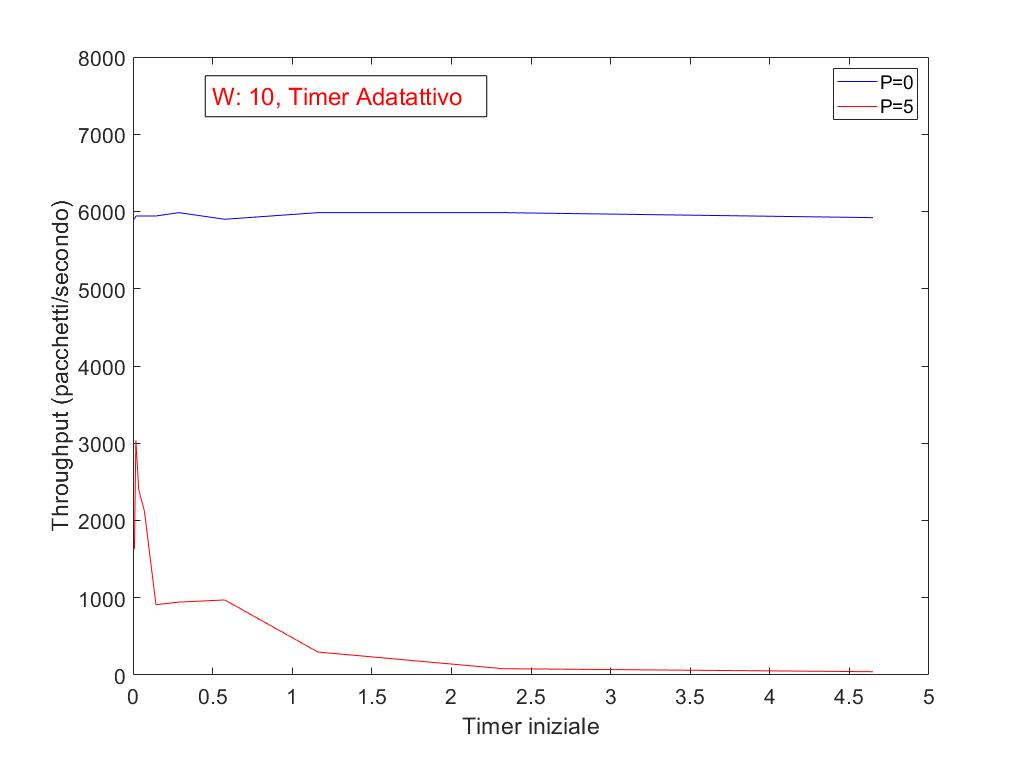 W: 10, Timer Adatattivo
P=0
P=5
8000
7000
6000
5000
4000
3000
2000
1000
0
Throughput (pacchetti/secondo)
0 0.5 1 1.5 2 2.5 3 3.5 4 4.5 5
Timer iniziale